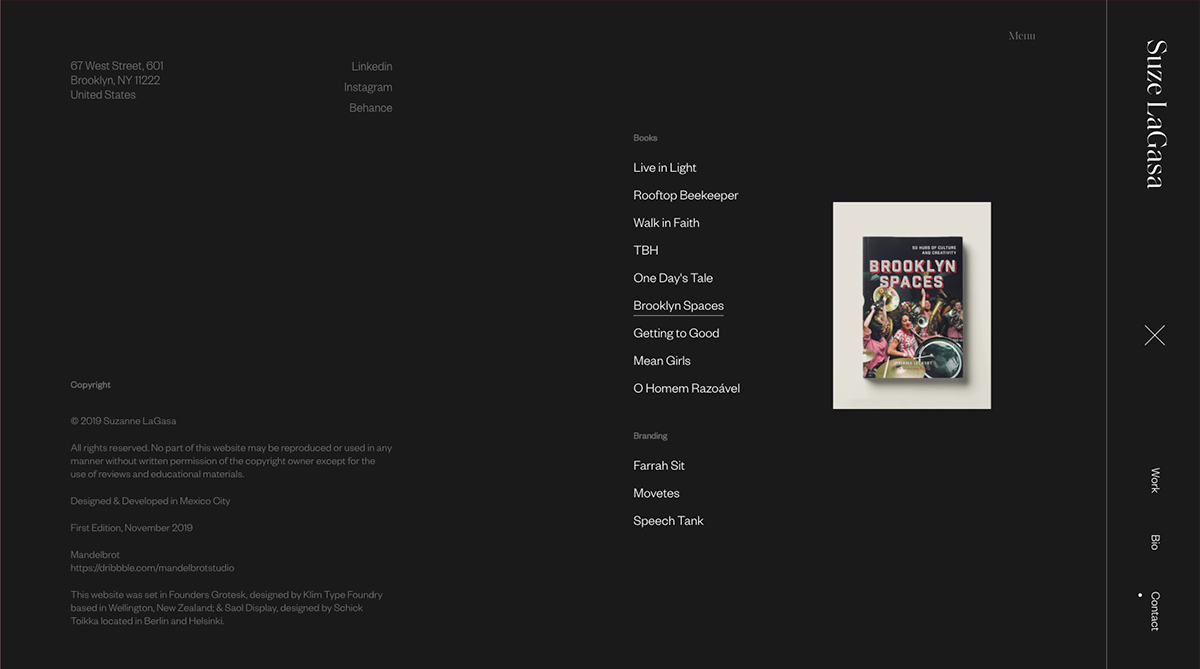 Menu
67 West Street, 601
Brooklyn, NY 11222
United States
Linkedin
Instagram
Behance
Copyright
© 2019 Suzanne LaGasa
All rights reserved. No part of this website may be reproduced or used in any
manner without written permission of the copyright owner except for the
use of reviews and educational materials.
Designed & Developed in Mexico City
First Edition, November 2019
Mandelbrot
https://dribbble.com/mandelbrotstudio
This website was set in Founders Grotesk, designed by Klim Type Foundry
based in Wellington, New Zealand; & Saol Display, designed by Schick
Toikka located in Berlin and Helsinki.
Books
Live in Light
Rooftop Beekeeper
Walk in Faith
TBH
One Day's Tale
Brooklyn Spaces
Getting to Good
Mean Girls
O Homem Razoável
Branding
Farrah Sit
Movetes
Speech Tank
50 HUBS OF CULTURE
AND CREATIVITY
BROOKLYN
SPACES
Suze LaGasa
Work
Bio
Contact